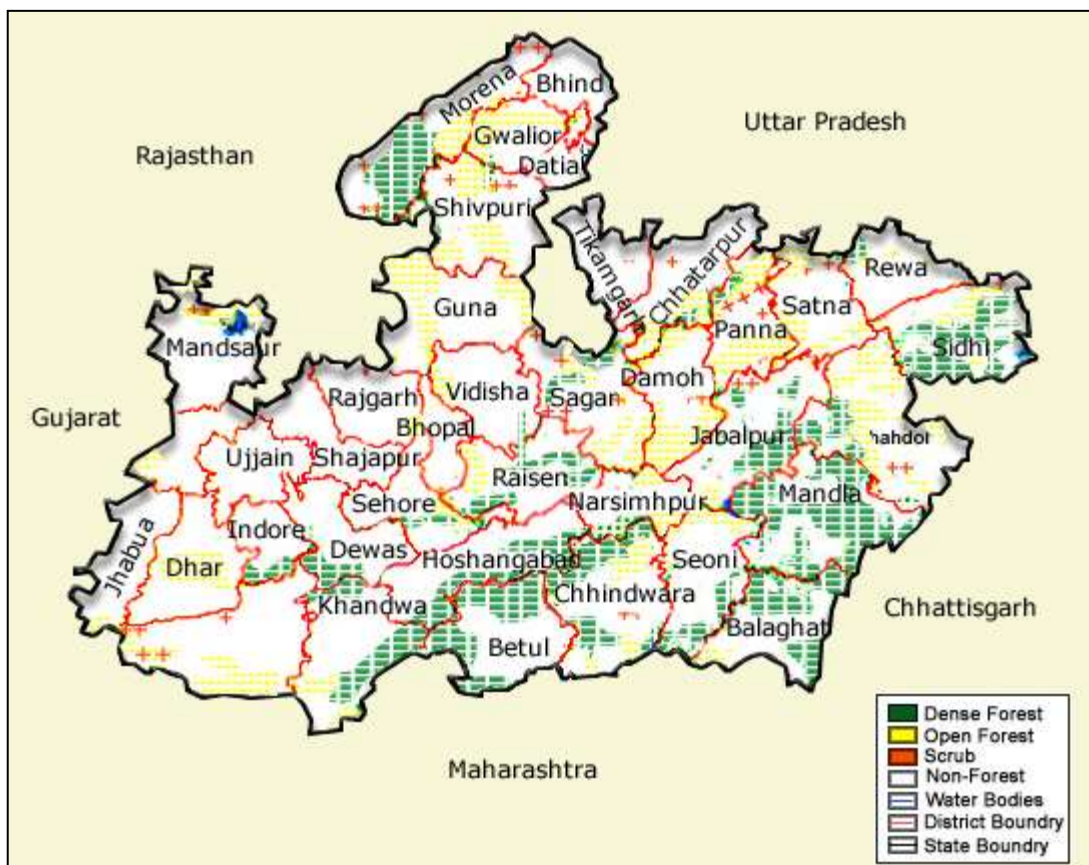 Morena
Bhind
Uttar Pradesh
Rajasthan
Gwalior
Datia
Shivpuri
Tikamgarh
Chhatarpur
Rewa
Guna
Satna
Panna
Sidhi
Mandsaur
Vidisha
Damoh
Rajgarh
Sagar
Gujarat
Bhopal
Jabalpur
hahdol
Ujjain
Shajapur
Raisen
Mandla
Sehore
Narsimhpur
Indore
Dewas
Hoshangabad
Seoni
Jhabua
Dhar
Chhindwara
Khandwa
Chhattisgarh
Balaghat
Betul
Maharashtra
Dense Forest
Open Forest
Scrub
Non-Forest
Water Bodies
District Boundry
State Boundry